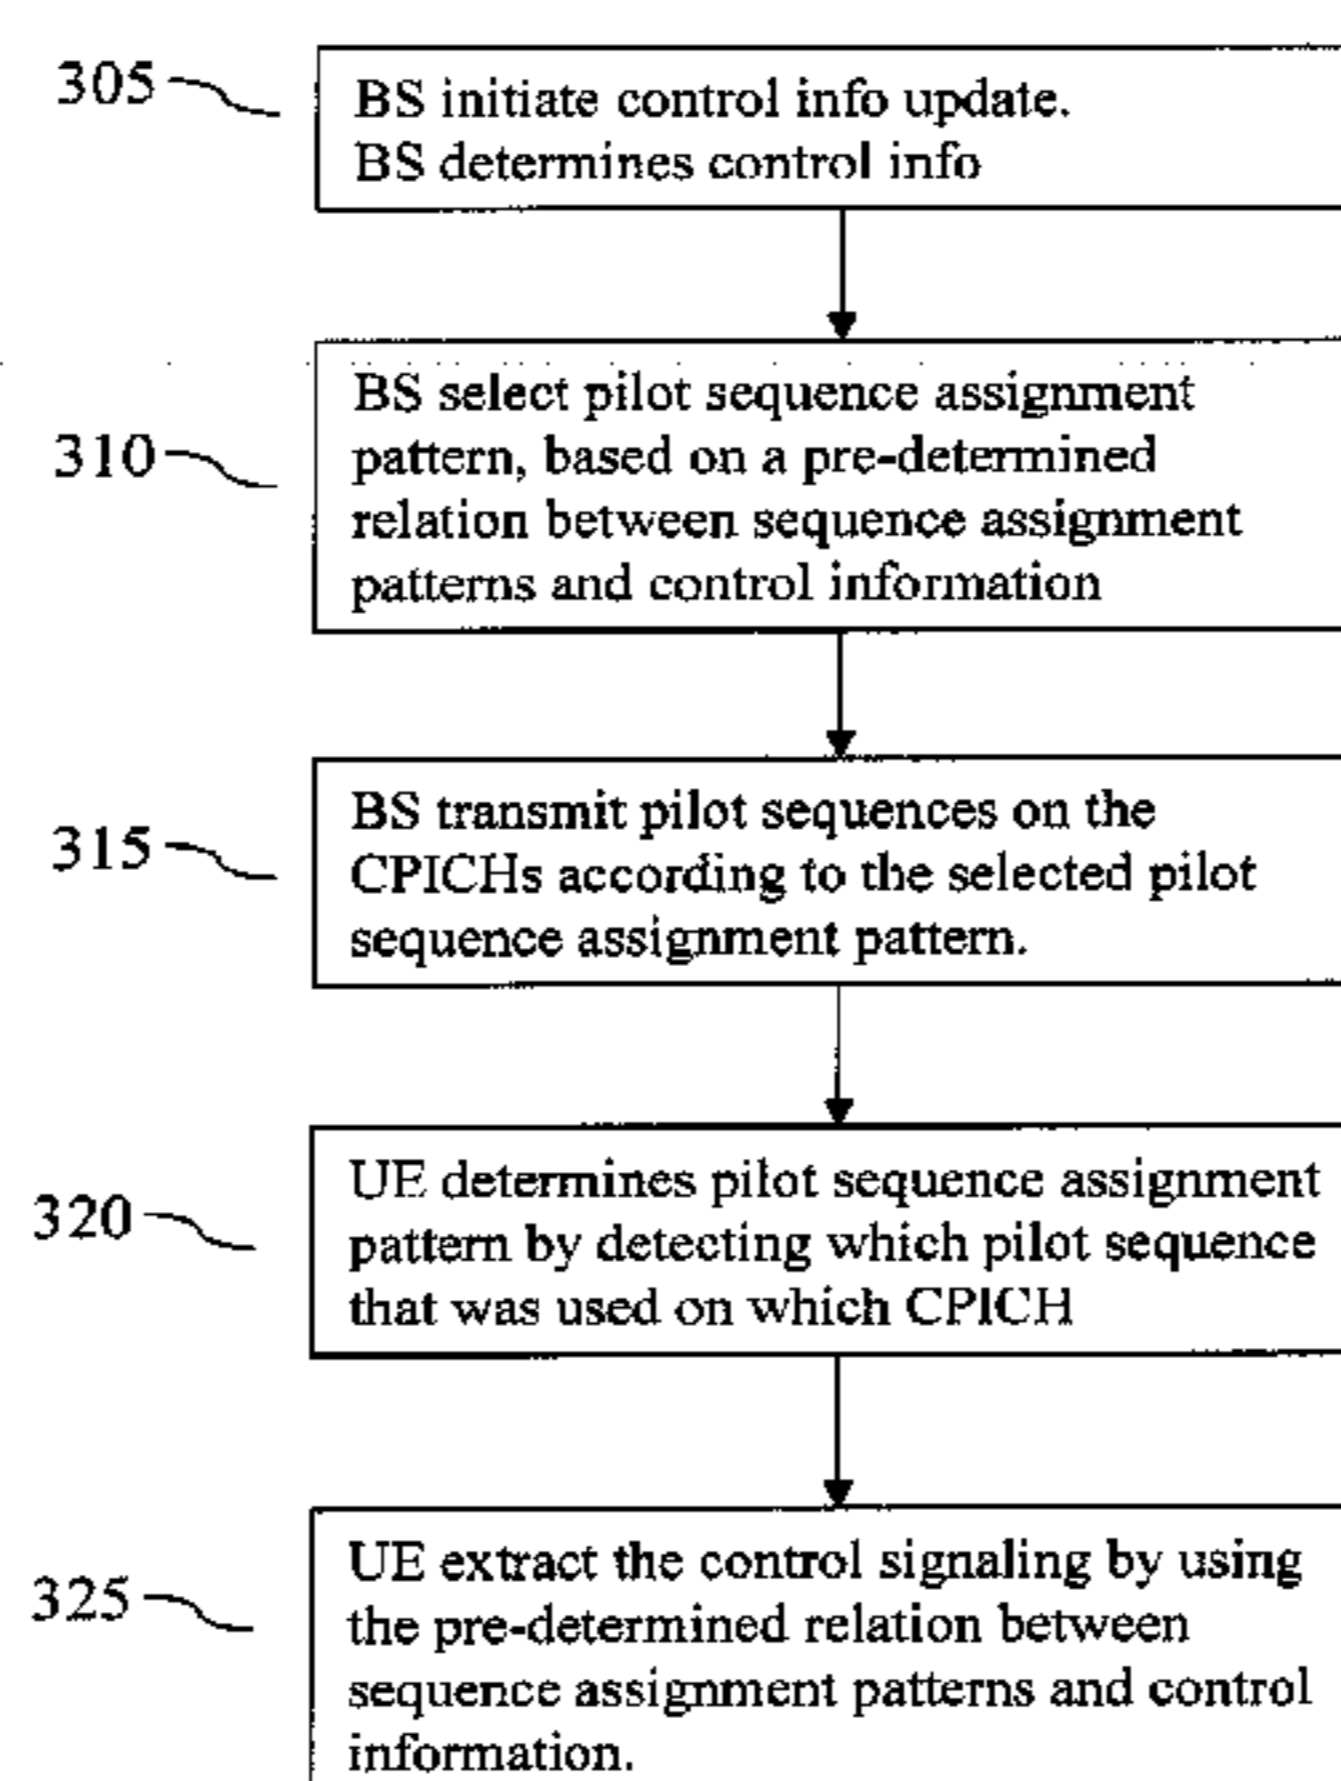 305
BS initiate control info update.
BS determines control info
310
BS select pilot sequence assignment
pattern, based on a pre-determined
relation between sequence assignment
patterns and control information
315
BS transmit pilot sequences on the
CPICHs according to the selected pilot
sequence assignment pattern.
320
UE determines pilot sequence assignment
pattern by detecting which pilot sequence
that was used on which CPICH
325
UE extract the control signaling by using
the pre-determined relation between
sequence assignment patterns and control
information.